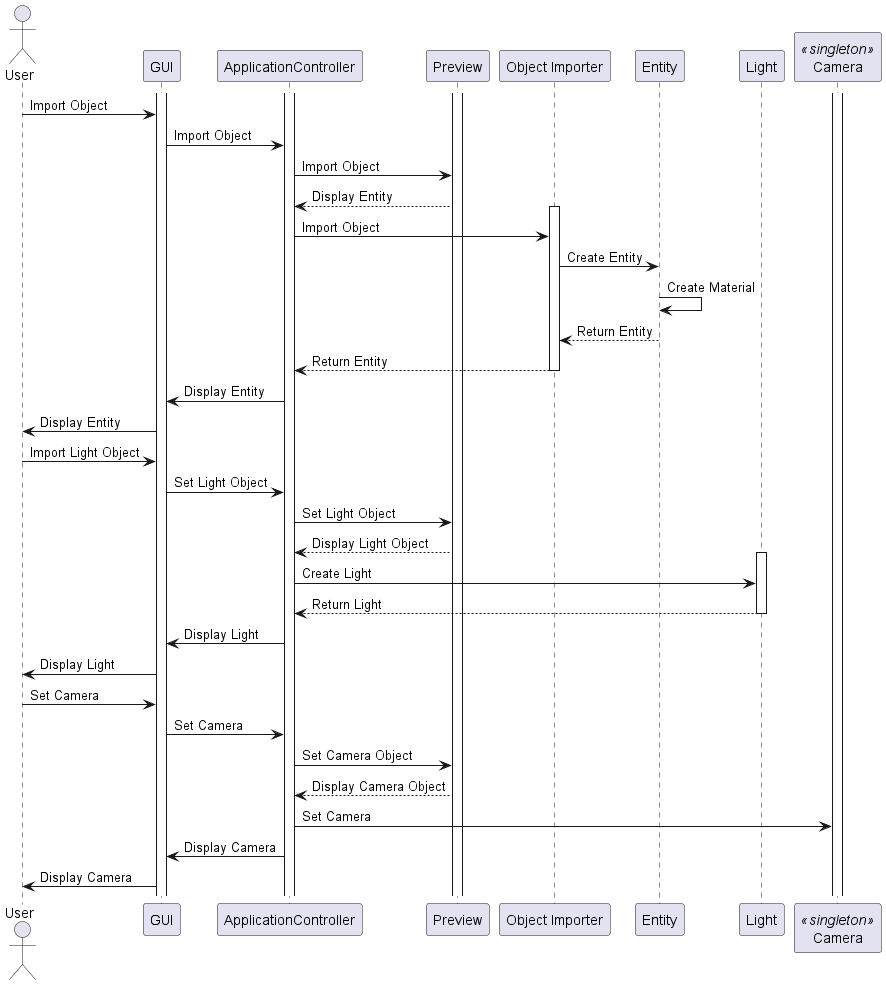 User
GUI
ApplicationController
Preview
Object Importer
Entity
Light
«singleton»
Camera
Import Object
Import Object
Import Object
Display Entity
Import Object
Create Entity
Create Material
Return Entity
Return Entity
Display Entity
Display Entity
Import Light Object
Set Light Object
Set Light Object
Display Light Object
Create Light
Return Light
Display Light
Display Light
Set Camera
Set Camera
Set Camera Object
Display Camera Object
Set Camera
Display Camera
Display Camera
User
GUI
ApplicationController
Preview
Object Importer
Entity
Light
«singleton»
Camera